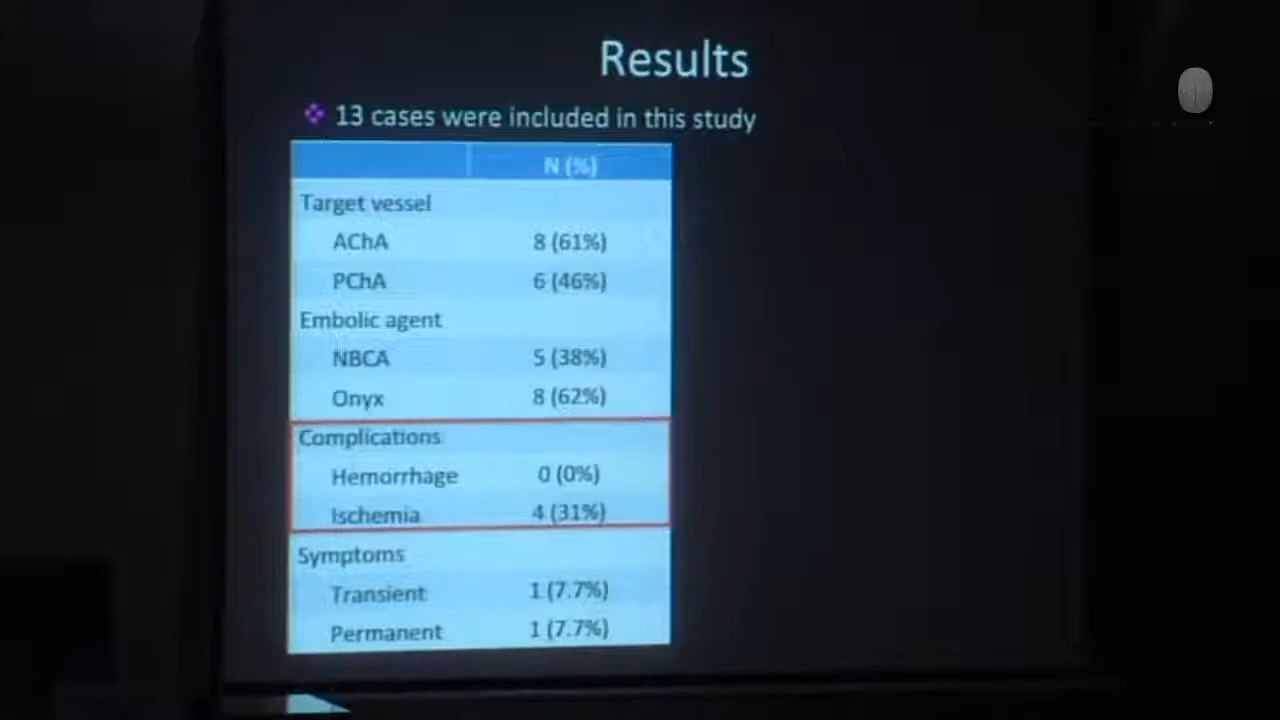 Results
❖ 13 cases were included in this study
N (%)
Target vessel
AChA 8 (61%)
PChA 6 (46%)
Embolic agent
NBCA 5 (38%)
Onyx 8 (62%)
Complications
Hemorrhage 0 (0%)
Ischemia 4 (31%)
Symptoms
Transient 1 (7.7%)
Permanent 1 (7.7%)